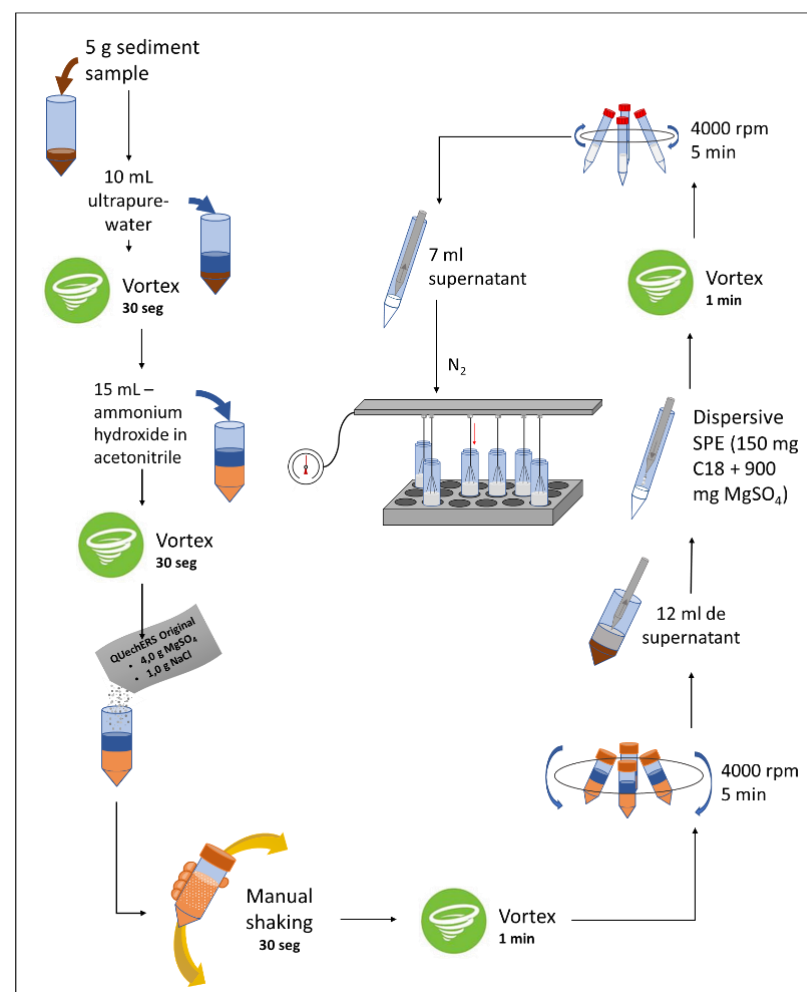 5 g sediment
sample
10 mL
ultrapure-
water
Vortex
30 seg
15 mL –
ammonium
hydroxide in
acetonitrile
Vortex
30 seg
QUechERS Original
• 4,0 g MgSO₄
• 1,0 g NaCl
Manual
shaking
30 seg
Vortex
1 min
4000 rpm
5 min
12 ml de
supernatant
Dispersive
SPE (150 mg
C18 + 900
mg MgSO₄)
Vortex
1 min
4000 rpm
5 min
7 ml
supernatant
N₂